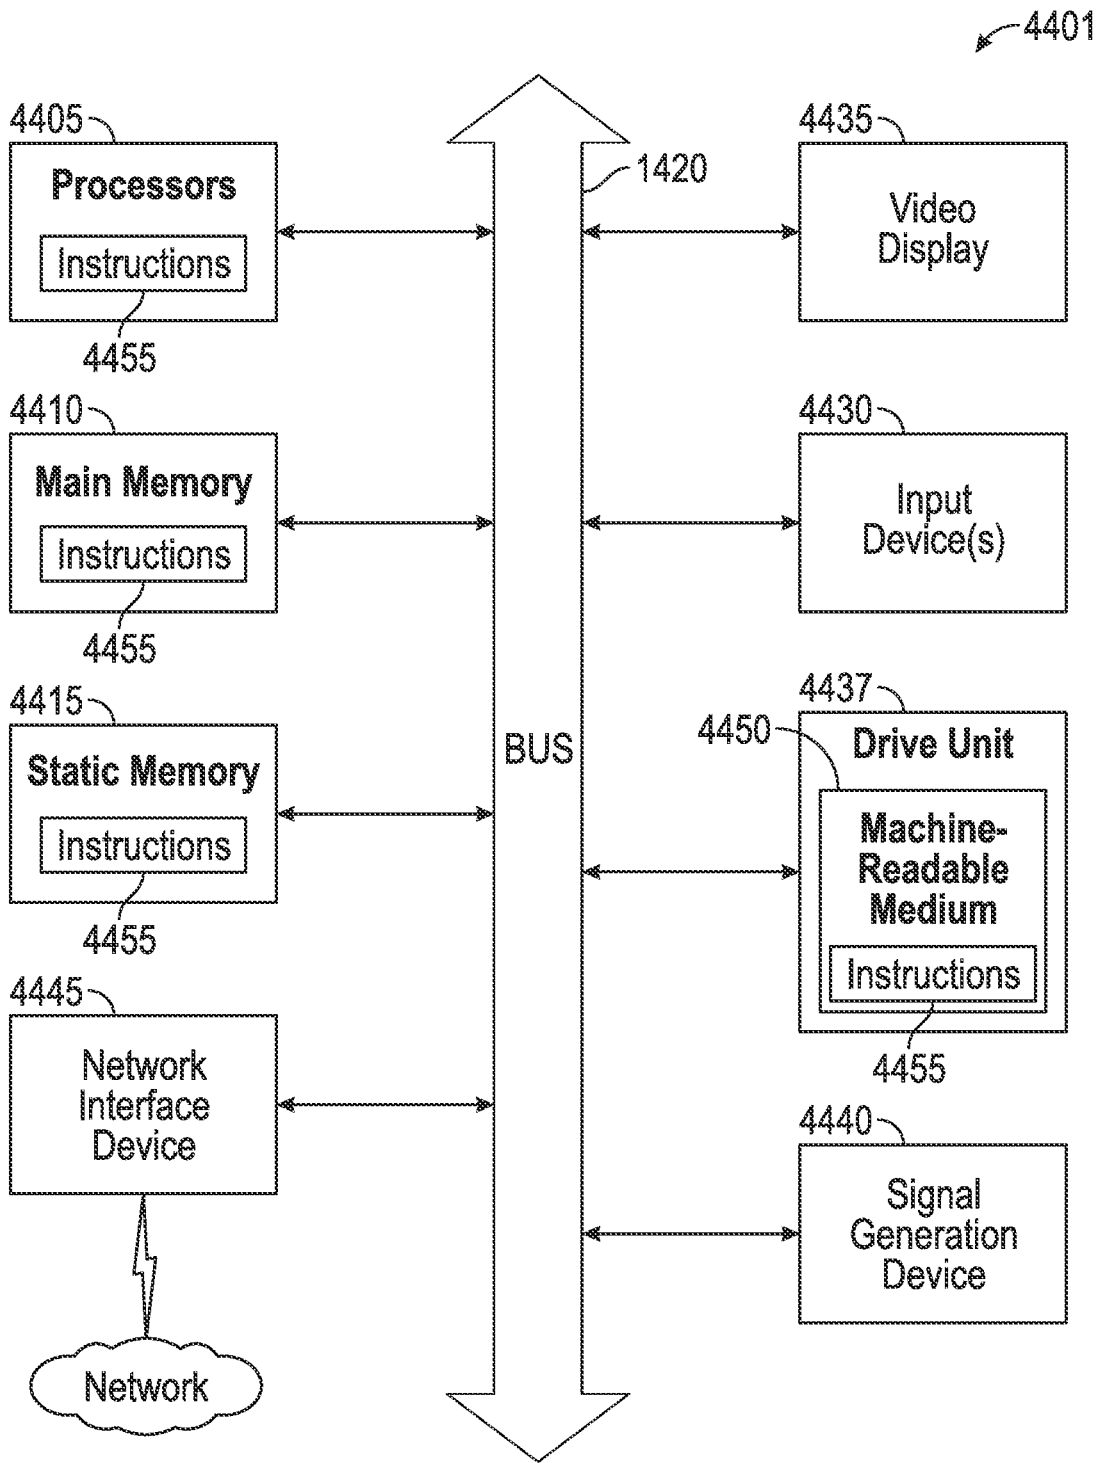 4401
4405
Processors
Instructions
4455
4410
Main Memory
Instructions
4455
4415
Static Memory
Instructions
4455
4445
Network
Interface
Device
Network
1420
BUS
4435
Video
Display
4430
Input
Device(s)
4437
4450
Drive Unit
Machine-
Readable
Medium
Instructions
4455
4440
Signal
Generation
Device